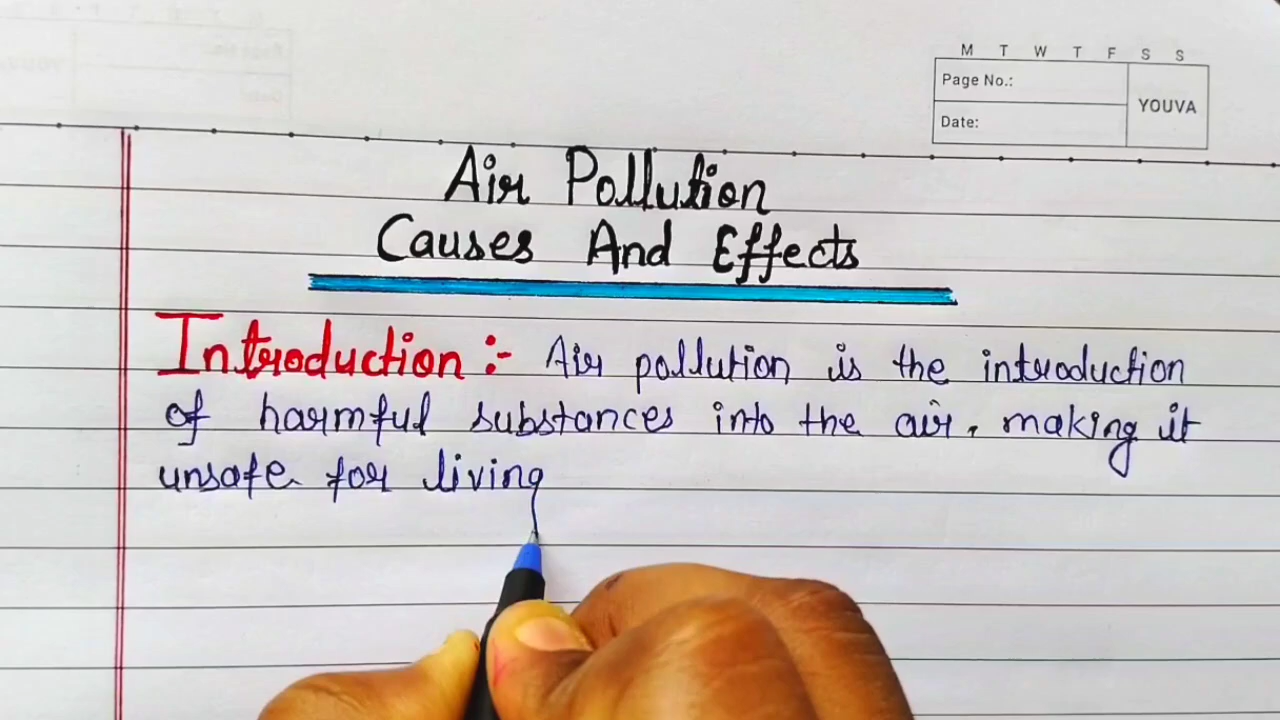 M T W T F S S
Page No.:
YOUVA
Date:
Air Pollution
Causes And Effects
Introduction :- Air pollution is the introduction
of harmful substances into the air, making it
unsafe for living